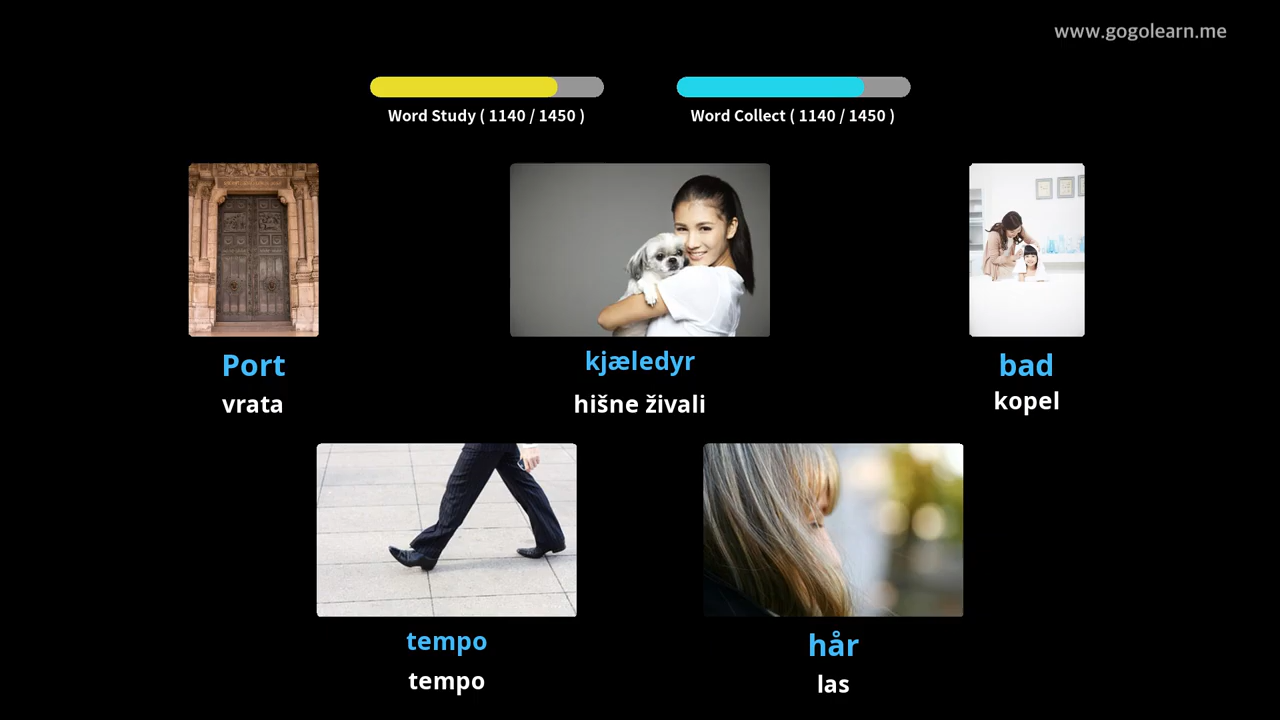 www.gogolearn.me
Word Study ( 1140 / 1450 )
Word Collect ( 1140 / 1450 )
Port
vrata
kjæledyr
hišne živali
bad
kopel
tempo
tempo
hår
las